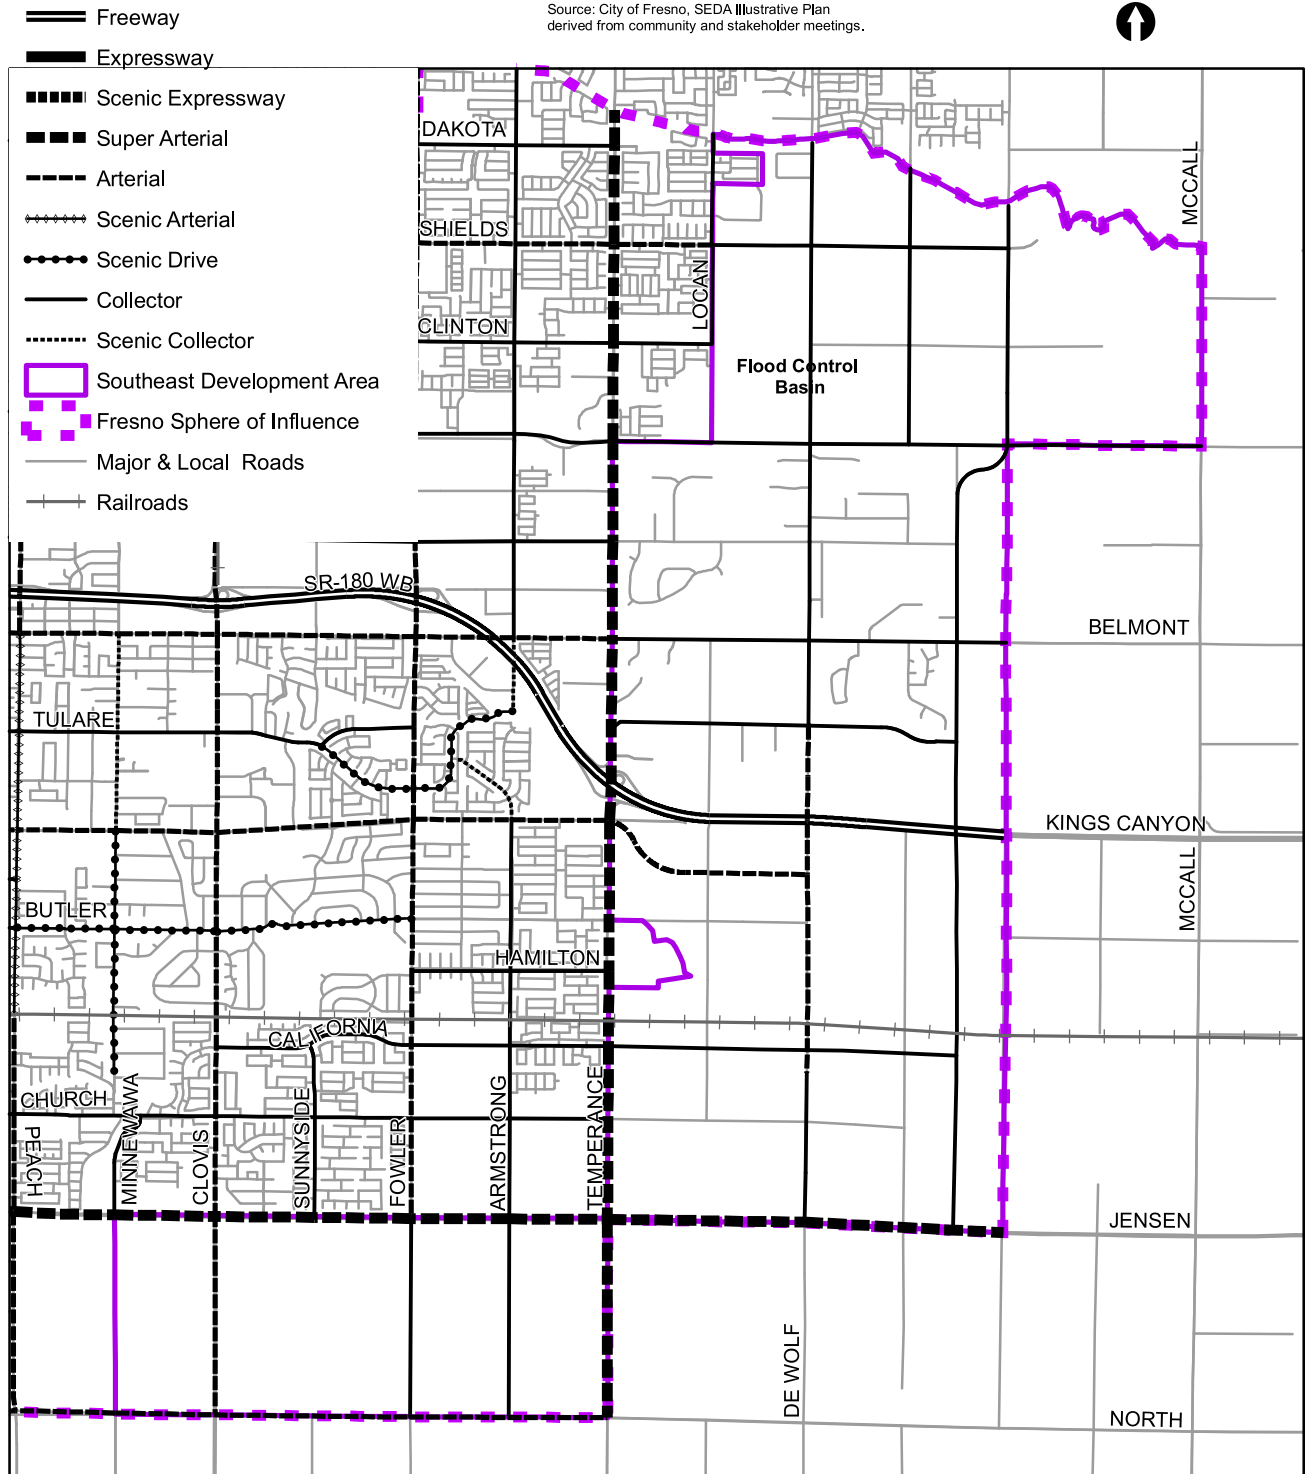 Freeway
Expressway
Scenic Expressway
Super Arterial
Arterial
Scenic Arterial
Scenic Drive
Collector
Scenic Collector
Southeast Development Area
Fresno Sphere of Influence
Major & Local Roads
Railroads
Source: City of Fresno, SEDA Illustrative Plan
derived from community and stakeholder meetings.
DAKOTA
MCCALL
SHIELDS
LOCAN
CLINTON
Flood Control
Basin
SR-180 WB
BELMONT
TULARE
KINGS CANYON
MCCALL
BUTLER
HAMILTON
CALIFORNIA
CHURCH
PEACH
MINNEWAWA
CLOVIS
SUNNYSIDE
FOWLER
ARMSTRONG
TEMPERANCE
JENSEN
DE WOLF
NORTH